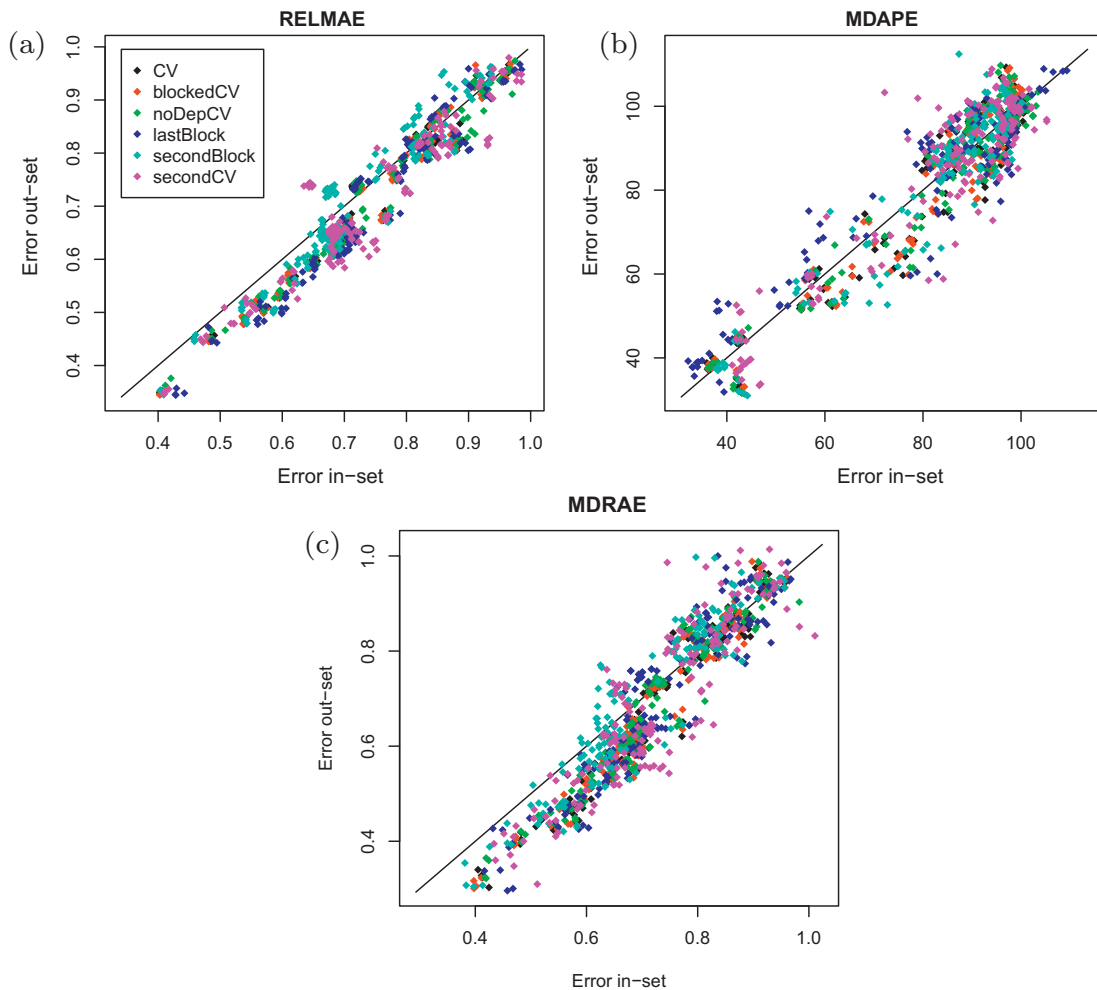 RELMAE
(a)
Error out−set
1.0
0.9
0.8
0.7
0.6
0.5
0.4
CV
blockedCV
noDepCV
lastBlock
secondBlock
secondCV
0.4 0.5 0.6 0.7 0.8 0.9 1.0
Error in−set
MDAPE
(b)
Error out−set
100
80
60
40
40 60 80 100
Error in−set
MDRAE
(c)
Error out−set
1.0
0.8
0.6
0.4
0.4 0.6 0.8 1.0
Error in−set